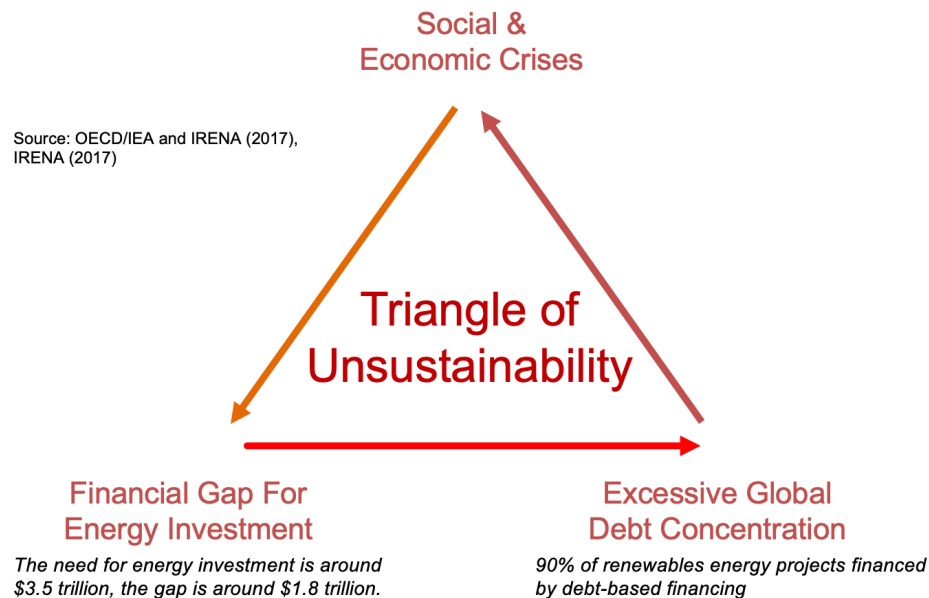 Social &
Economic Crises
Source: OECD/IEA and IRENA (2017),
IRENA (2017)
Triangle of
Unsustainability
Financial Gap For
Energy Investment
The need for energy investment is around
$3.5 trillion, the gap is around $1.8 trillion.
Excessive Global
Debt Concentration
90% of renewables energy projects financed
by debt-based financing